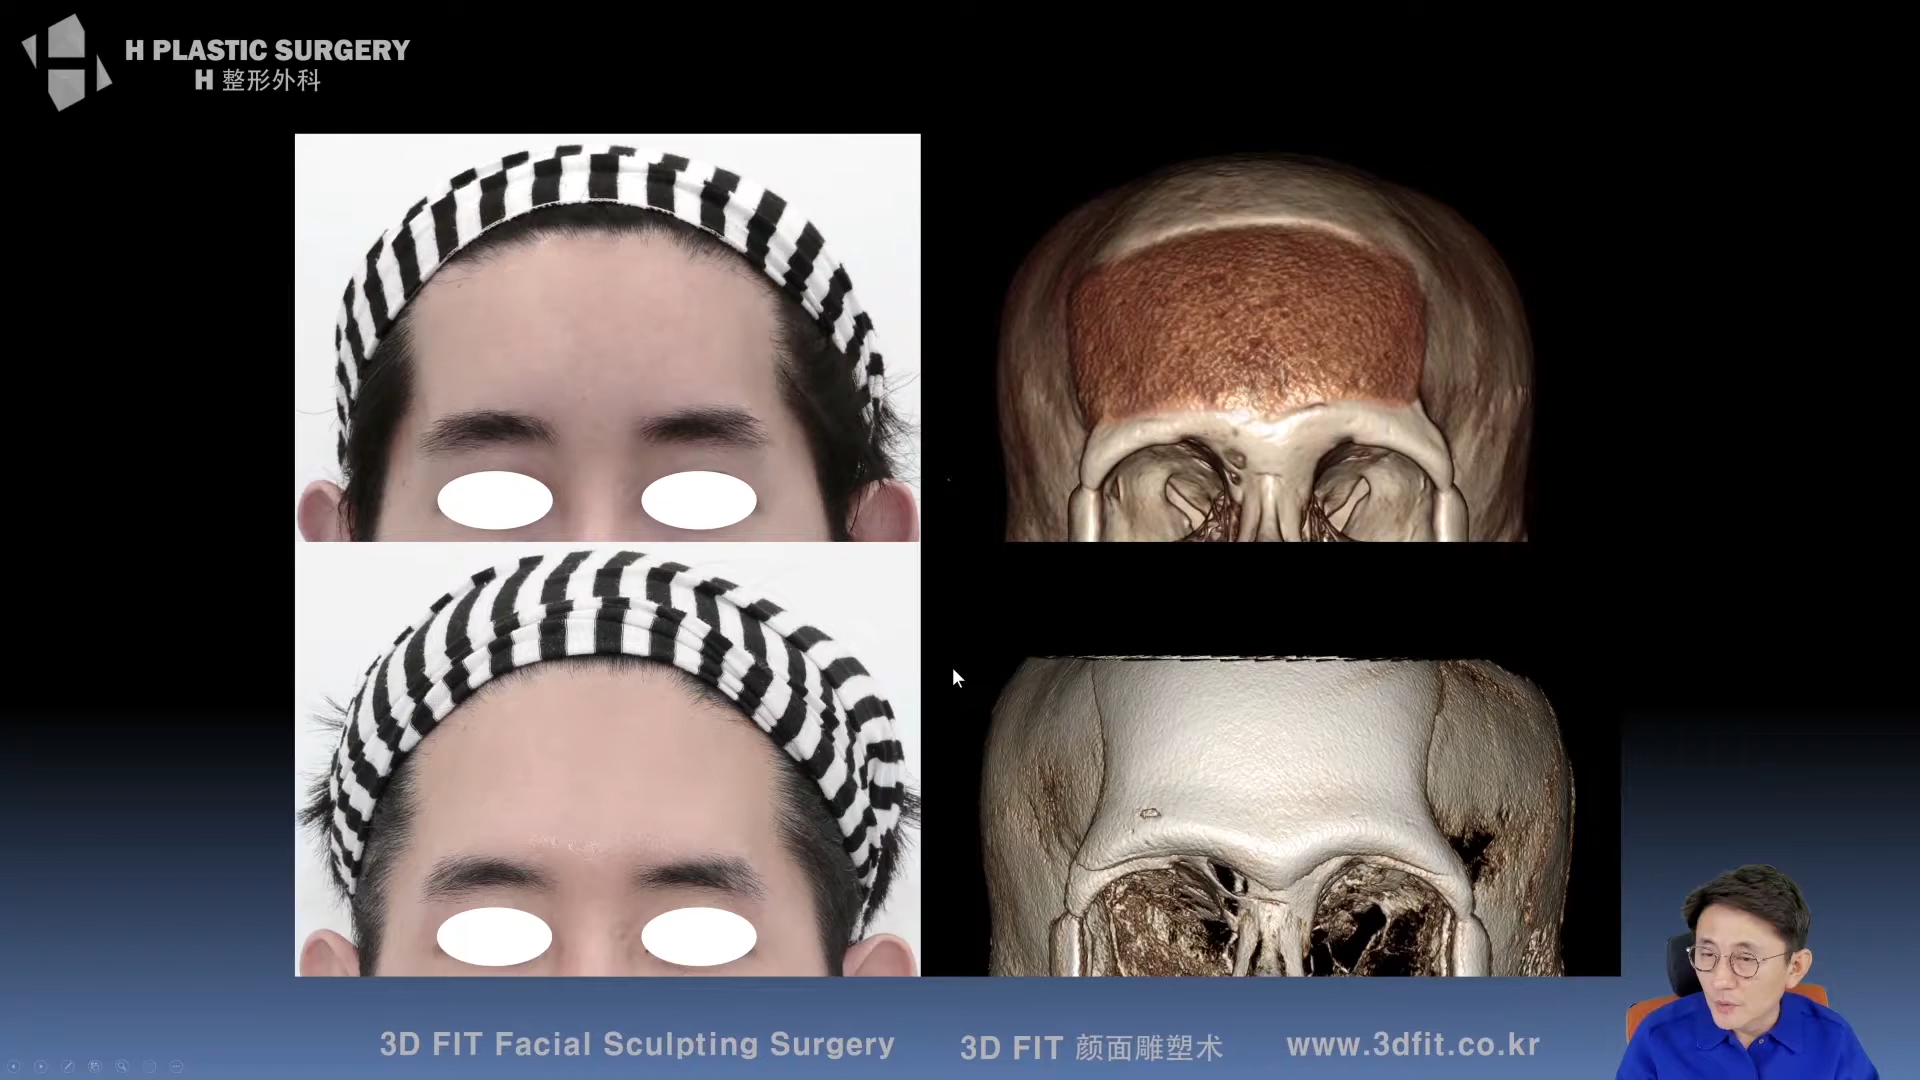 H PLASTIC SURGERY
H 整形外科
3D FIT Facial Sculpting Surgery
3D FIT 颜面雕塑术
www.3dfit.co.kr